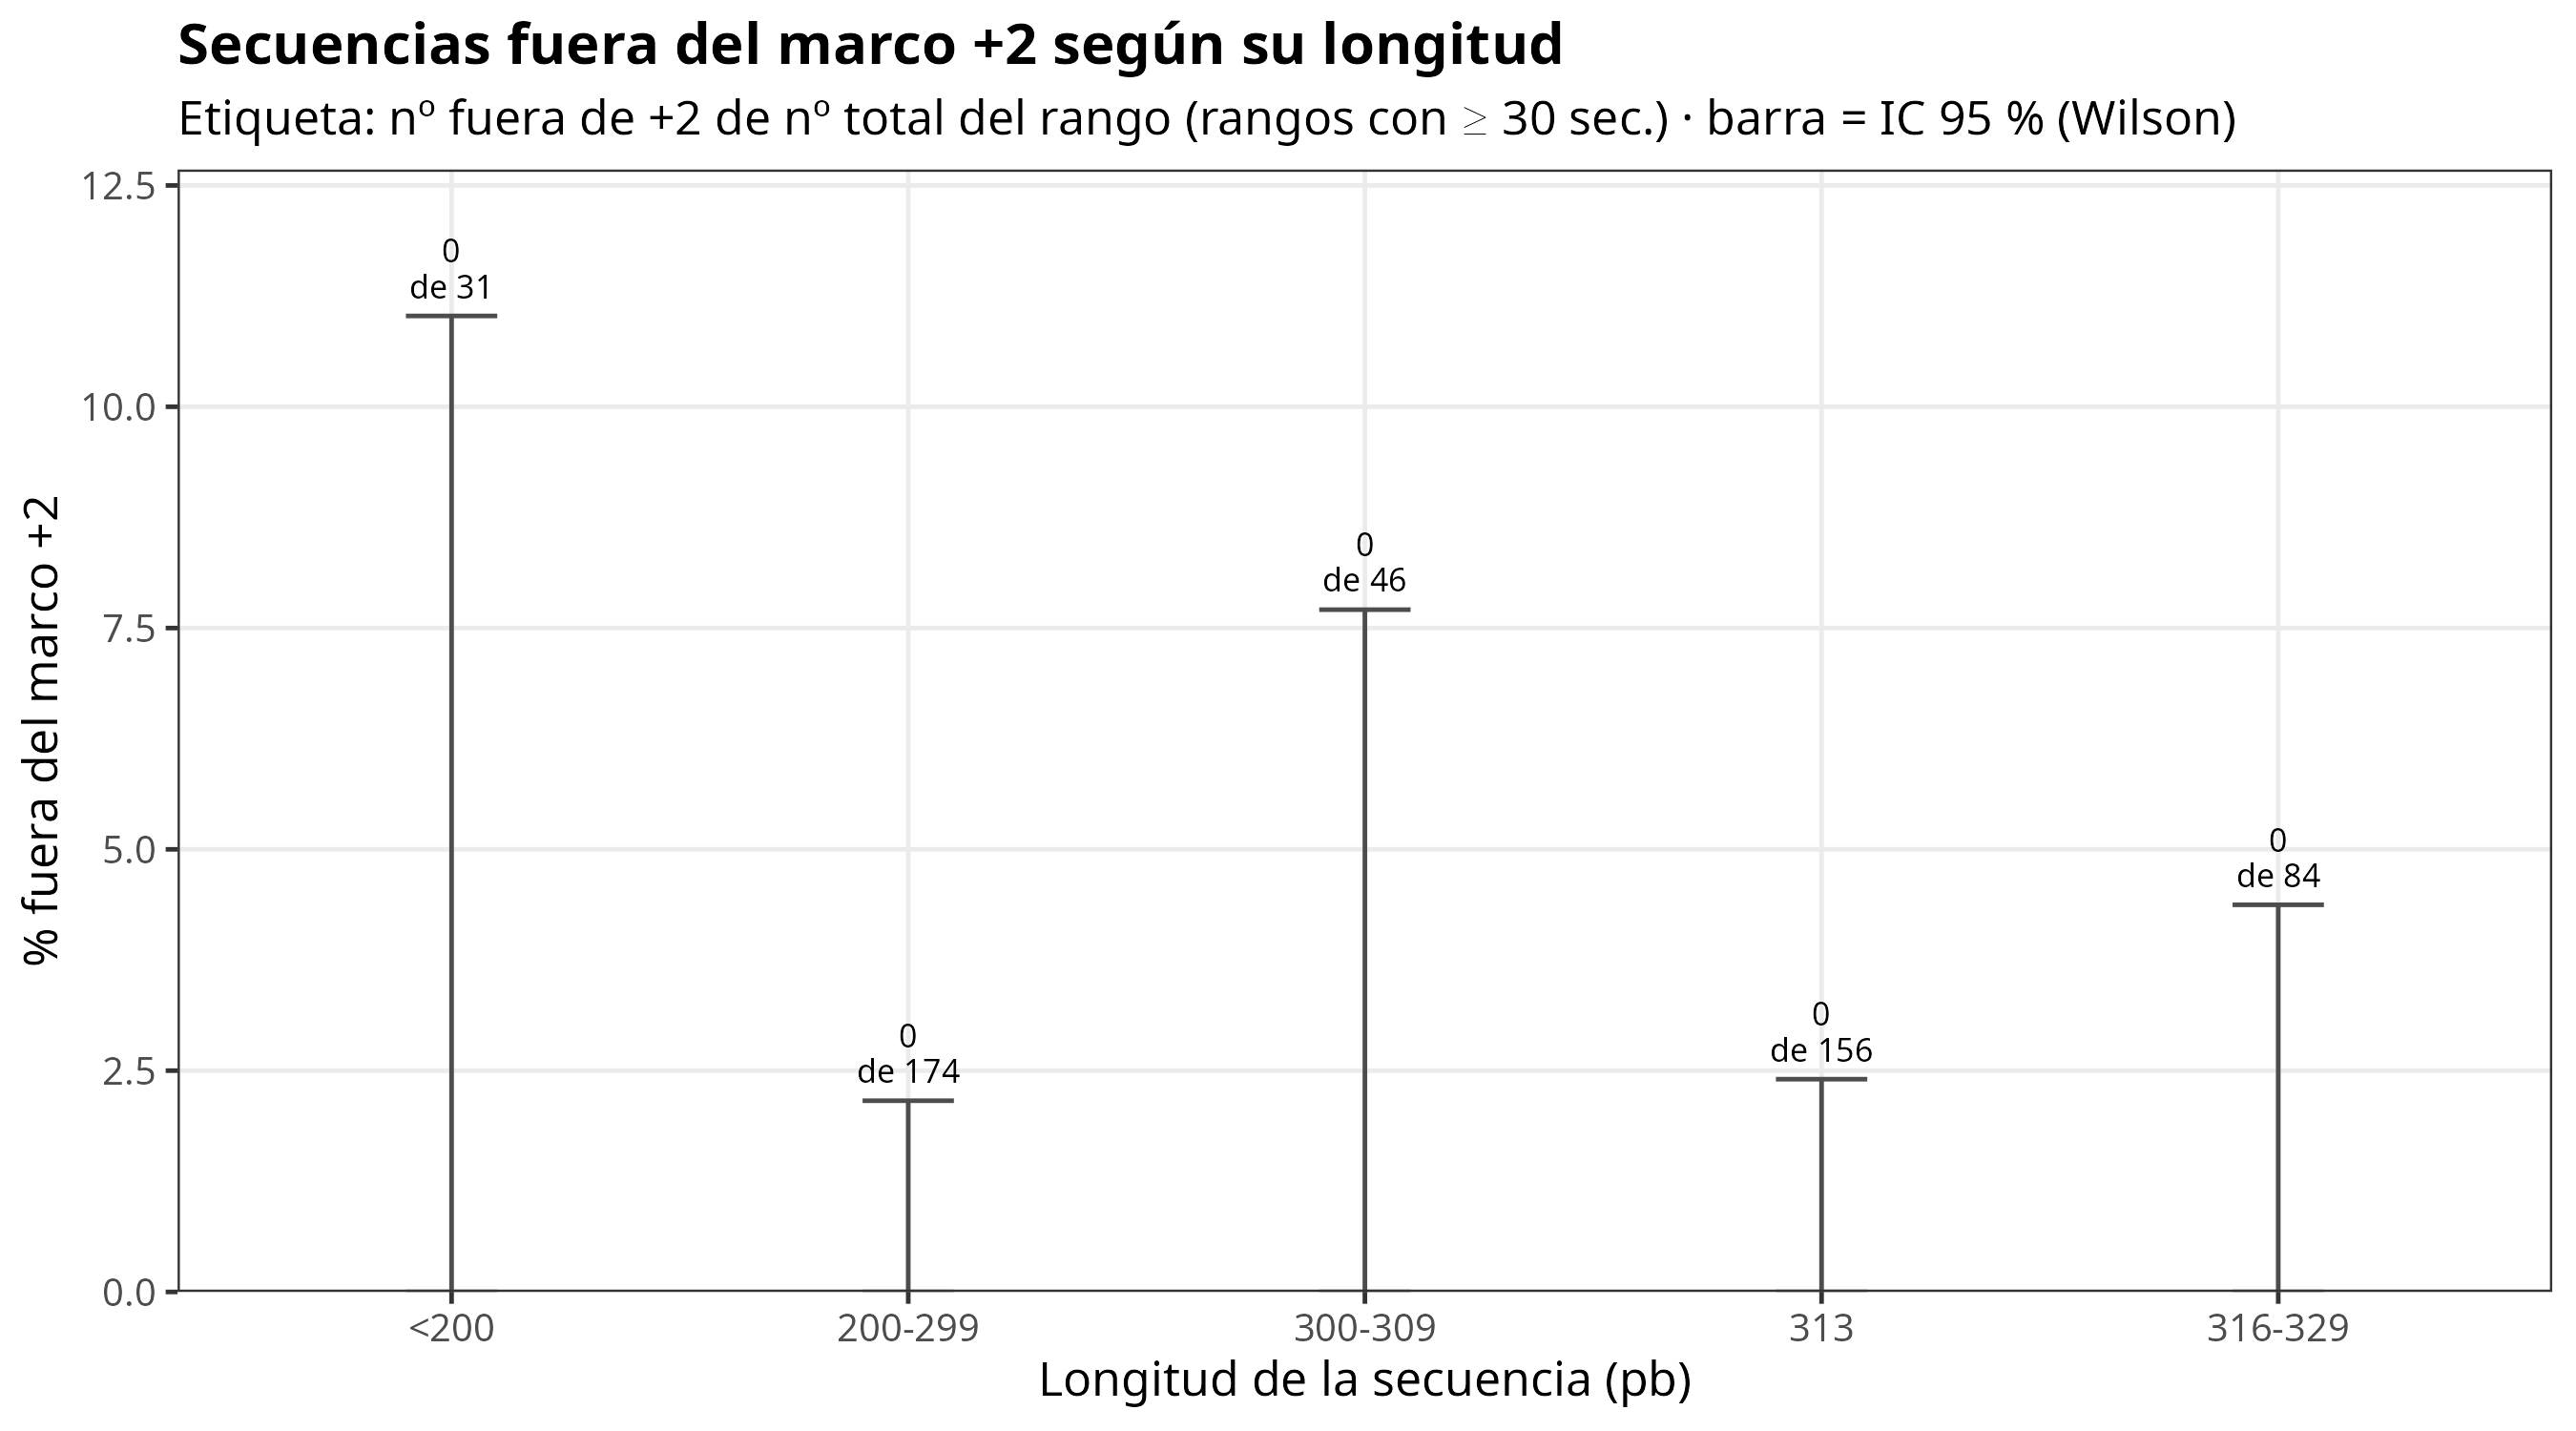 Secuencias fuera del marco +2 según su longitud
Etiqueta: nº fuera de +2 de nº total del rango (rangos con ≥ 30 sec.) · barra = IC 95 % (Wilson)
% fuera del marco +2
12.5
10.0
7.5
5.0
2.5
0.0
0
de 31
0
de 174
0
de 46
0
de 156
0
de 84
<200
200-299
300-309
313
316-329
Longitud de la secuencia (pb)